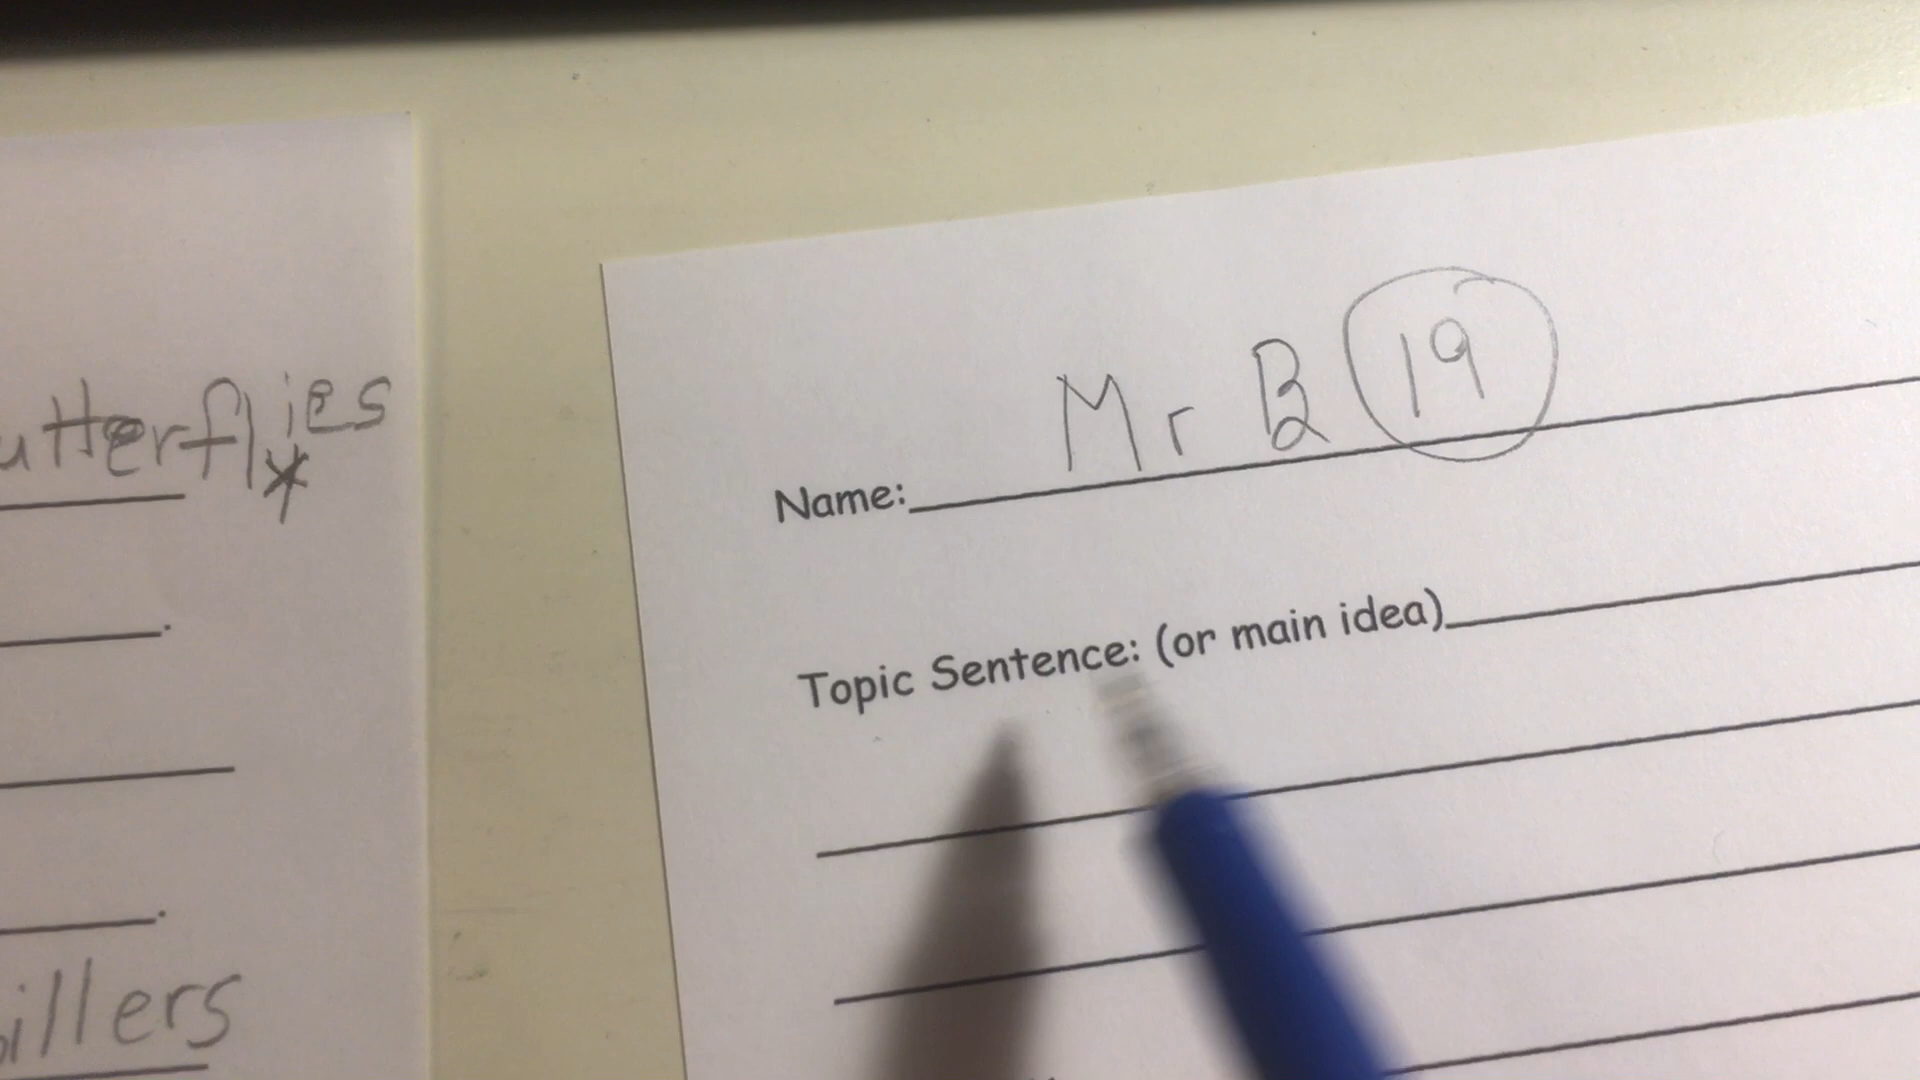 utterflies
*
illers
Mr B 19
Name:
Topic Sentence: (or main idea)